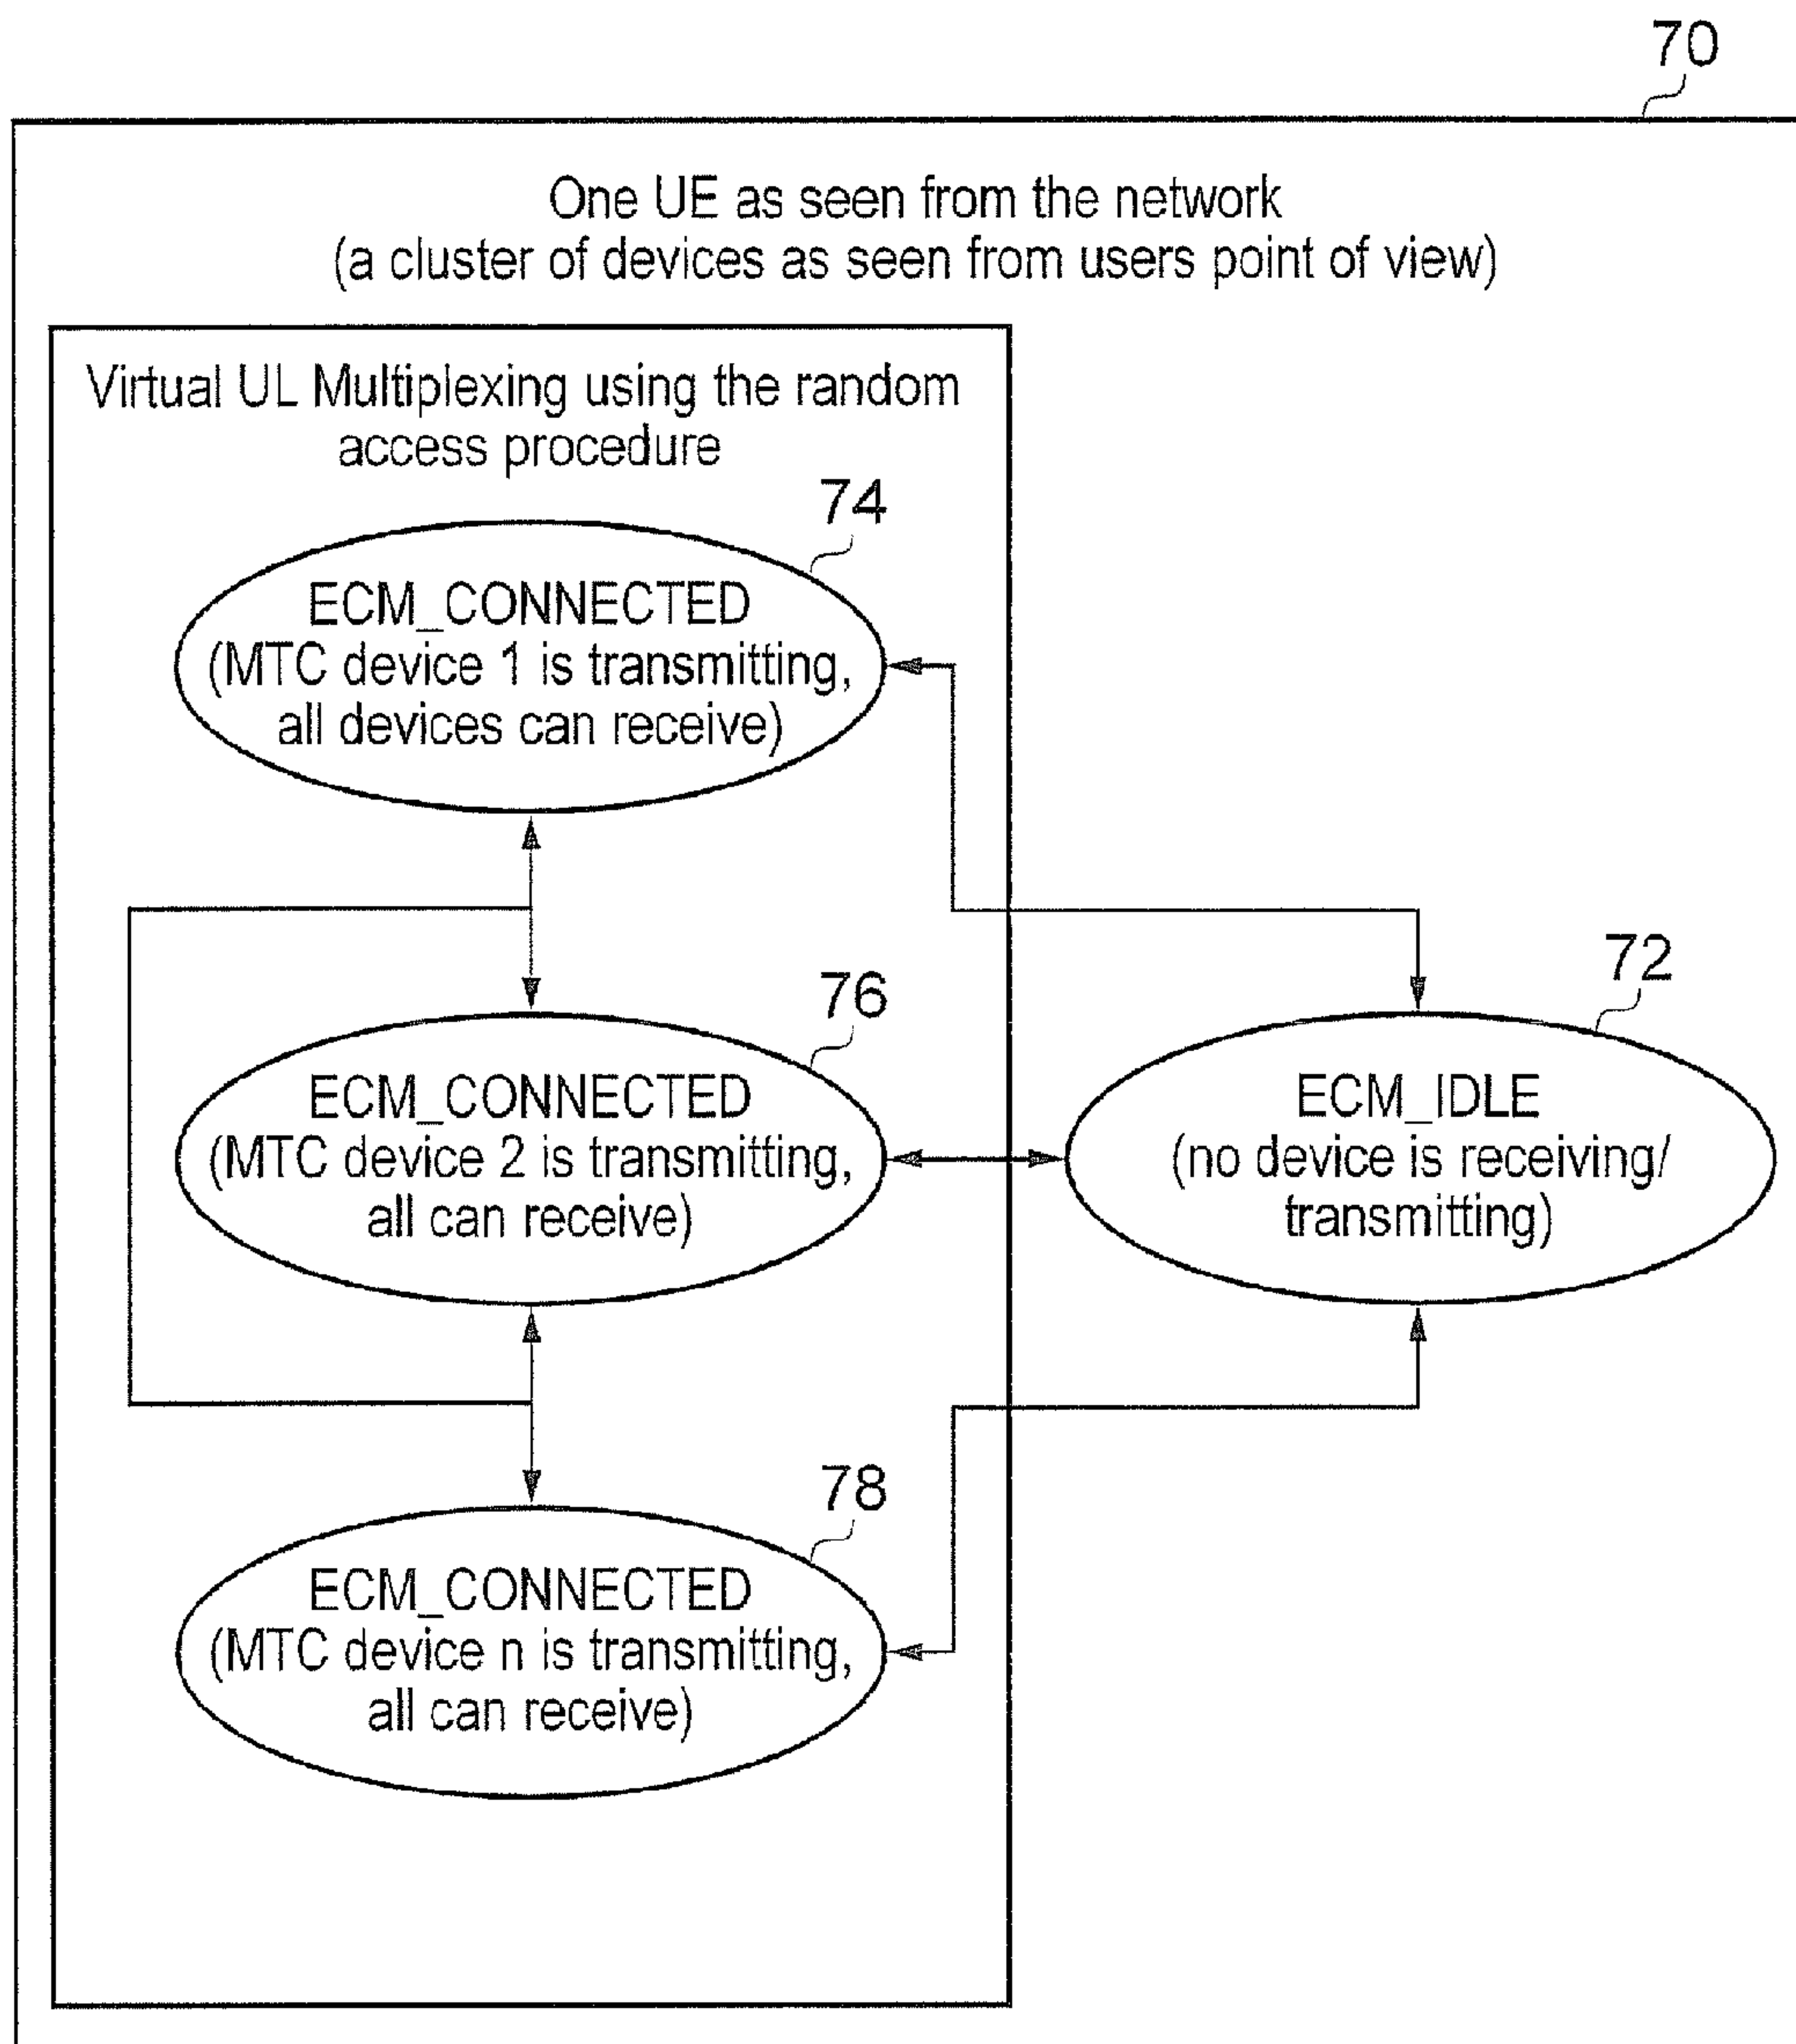 70
One UE as seen from the network
(a cluster of devices as seen from users point of view)
Virtual UL Multiplexing using the random
access procedure
74
ECM_CONNECTED
(MTC device 1 is transmitting,
all devices can receive)
76
ECM_CONNECTED
(MTC device 2 is transmitting,
all can receive)
72
ECM_IDLE
(no device is receiving/
transmitting)
78
ECM_CONNECTED
(MTC device n is transmitting,
all can receive)